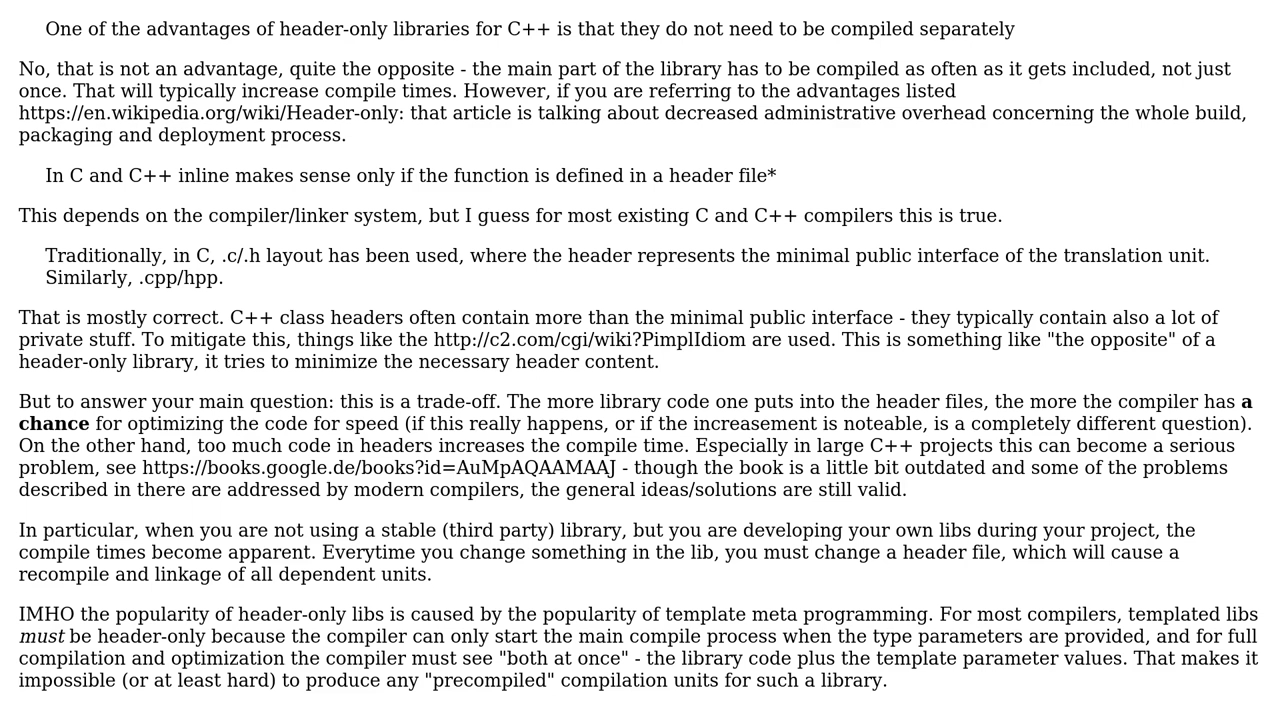 One of the advantages of header-only libraries for C++ is that they do not need to be compiled separately
No, that is not an advantage, quite the opposite - the main part of the library has to be compiled as often as it gets included, not just
once. That will typically increase compile times. However, if you are referring to the advantages listed
https://en.wikipedia.org/wiki/Header-only: that article is talking about decreased administrative overhead concerning the whole build,
packaging and deployment process.
In C and C++ inline makes sense only if the function is defined in a header file*
This depends on the compiler/linker system, but I guess for most existing C and C++ compilers this is true.
Traditionally, in C, .c/.h layout has been used, where the header represents the minimal public interface of the translation unit.
Similarly, .cpp/hpp.
That is mostly correct. C++ class headers often contain more than the minimal public interface - they typically contain also a lot of
private stuff. To mitigate this, things like the http://c2.com/cgi/wiki?PimplIdiom are used. This is something like "the opposite" of a
header-only library, it tries to minimize the necessary header content.
But to answer your main question: this is a trade-off. The more library code one puts into the header files, the more the compiler has a
chance for optimizing the code for speed (if this really happens, or if the increasement is noteable, is a completely different question).
On the other hand, too much code in headers increases the compile time. Especially in large C++ projects this can become a serious
problem, see https://books.google.de/books?id=AuMpAQAAMAAJ - though the book is a little bit outdated and some of the problems
described in there are addressed by modern compilers, the general ideas/solutions are still valid.
In particular, when you are not using a stable (third party) library, but you are developing your own libs during your project, the
compile times become apparent. Everytime you change something in the lib, you must change a header file, which will cause a
recompile and linkage of all dependent units.
IMHO the popularity of header-only libs is caused by the popularity of template meta programming. For most compilers, templated libs
must be header-only because the compiler can only start the main compile process when the type parameters are provided, and for full
compilation and optimization the compiler must see "both at once" - the library code plus the template parameter values. That makes it
impossible (or at least hard) to produce any "precompiled" compilation units for such a library.